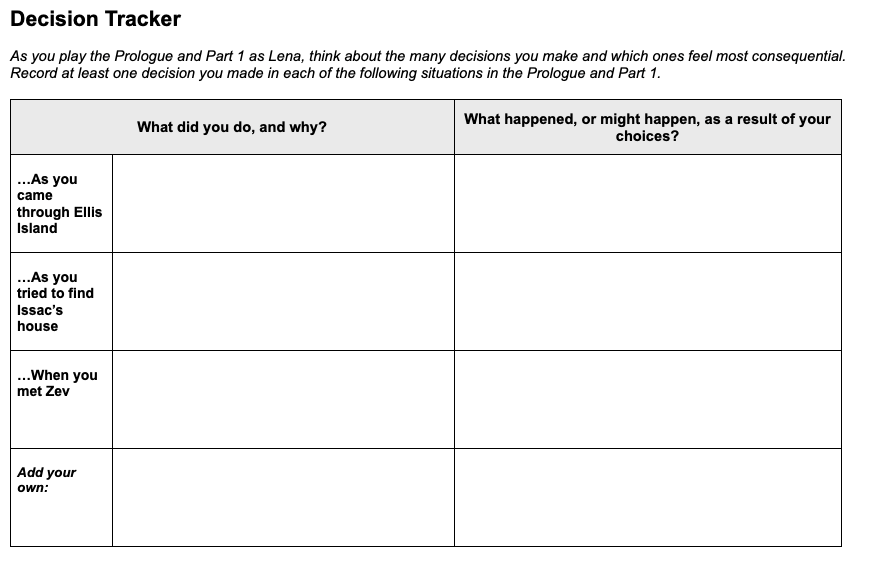 Decision Tracker
As you play the Prologue and Part 1 as Lena, think about the many decisions you make and which ones feel most consequential.
Record at least one decision you made in each of the following situations in the Prologue and Part 1.
What did you do, and why?
What happened, or might happen, as a result of your
choices?
...As you
came
through Ellis
Island
...As you
tried to find
Issac's
house
...When you
met Zev
Add your
own: